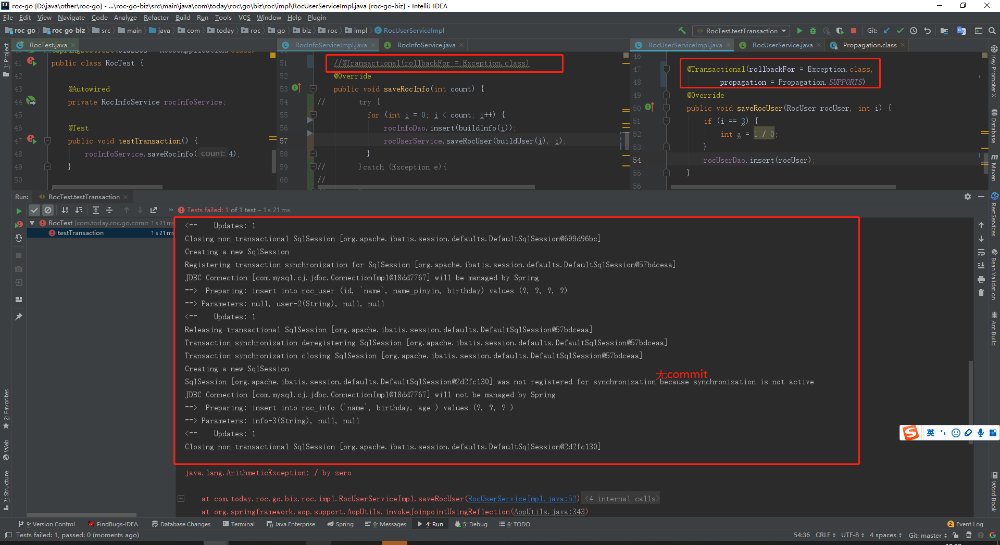 roc-go [D:\java\other\roc-go] - ...\roc-go-biz\src\main\java\com\today\roc\go\biz\roc\impl\RocUserServiceImpl.java [roc-go-biz] - IntelliJ IDEA
File Edit View Navigate Code Analyze Refactor Build Run Tools VCS Window Help Plugin
roc-go roc-go-biz src main java com today roc go biz roc impl RocUserServiceImpl
RocTest.testTransaction Git:
RocTest.java
41 public class RocTest {
42
43 @Autowired
44 private RocInfoService rocInfoService;
45
46 @Test
47 public void testTransaction() {
48 rocInfoService.saveRocInfo( count: 4);
49 }
50
RocInfoServiceImpl.java RocInfoService.java
51 //@Transactional(rollbackFor = Exception.class)
52 @Override
53 public void saveRocInfo(int count) {
54 // try {
55 for (int i = 0; i < count; i++) {
56 rocInfoDao.insert(buildInfo(i));
57 rocUserService.saveRocUser(buildUser(i), i);
58 }
59 // }catch (Exception e){
60 //
RocUserServiceImpl.java RocUserService.java Propagation.class
46
47 @Transactional(rollbackFor = Exception.class,
48 propagation = Propagation.SUPPORTS)
49 @Override
50 public void saveRocUser(RocUser rocUser, int i) {
51 if (i == 3) {
52 int a = 1 / 0;
53 }
54 rocUserDao.insert(rocUser);
55 }
56
Run: RocTest.testTransaction
Tests failed: 1 of 1 test – 1 s 21 ms
RocTest (com.today.roc.go.comm 1 s 21 ms
testTransaction 1 s 21 ms
<== Updates: 1
Closing non transactional SqlSession [org.apache.ibatis.session.defaults.DefaultSqlSession@699d96bc]
Creating a new SqlSession
Registering transaction synchronization for SqlSession [org.apache.ibatis.session.defaults.DefaultSqlSession@57bdceaa]
JDBC Connection [com.mysql.cj.jdbc.ConnectionImpl@18dd7767] will be managed by Spring
==> Preparing: insert into roc_user (id, `name`, name_pinyin, birthday) values (?, ?, ?, ?)
==> Parameters: null, user-2(String), null, null
<== Updates: 1
Releasing transactional SqlSession [org.apache.ibatis.session.defaults.DefaultSqlSession@57bdceaa]
Transaction synchronization deregistering SqlSession [org.apache.ibatis.session.defaults.DefaultSqlSession@57bdceaa]
Transaction synchronization closing SqlSession [org.apache.ibatis.session.defaults.DefaultSqlSession@57bdceaa]
Creating a new SqlSession
无commit
SqlSession [org.apache.ibatis.session.defaults.DefaultSqlSession@2d2fc130] was not registered for synchronization because synchronization is not active
JDBC Connection [com.mysql.cj.jdbc.ConnectionImpl@18dd7767] will not be managed by Spring
==> Preparing: insert into roc_info (`name`, birthday, age ) values (?, ?, ? )
==> Parameters: info-3(String), null, null
<== Updates: 1
Closing non transactional SqlSession [org.apache.ibatis.session.defaults.DefaultSqlSession@2d2fc130]
java.lang.ArithmeticException: / by zero
at com.today.roc.go.biz.roc.impl.RocUserServiceImpl.saveRocUser(RocUserServiceImpl.java:52) <4 internal calls>
at org.springframework.aop.support.AopUtils.invokeJoinpointUsingReflection(AopUtils.java:343)
1: Project
2: Favorites
Web
7: Structure
Key Promoter X
Database
Maven
RestServices
Bean Validation
Ant Build
Word Book
英
9: Version Control FindBugs-IDEA Database Changes Terminal Java Enterprise Spring 0: Messages 4: Run 5: Debug 6: TODO 2 Event Log
Tests failed: 1, passed: 0 (moments ago) 54:36 CRLF UTF-8 4 spaces Git: master